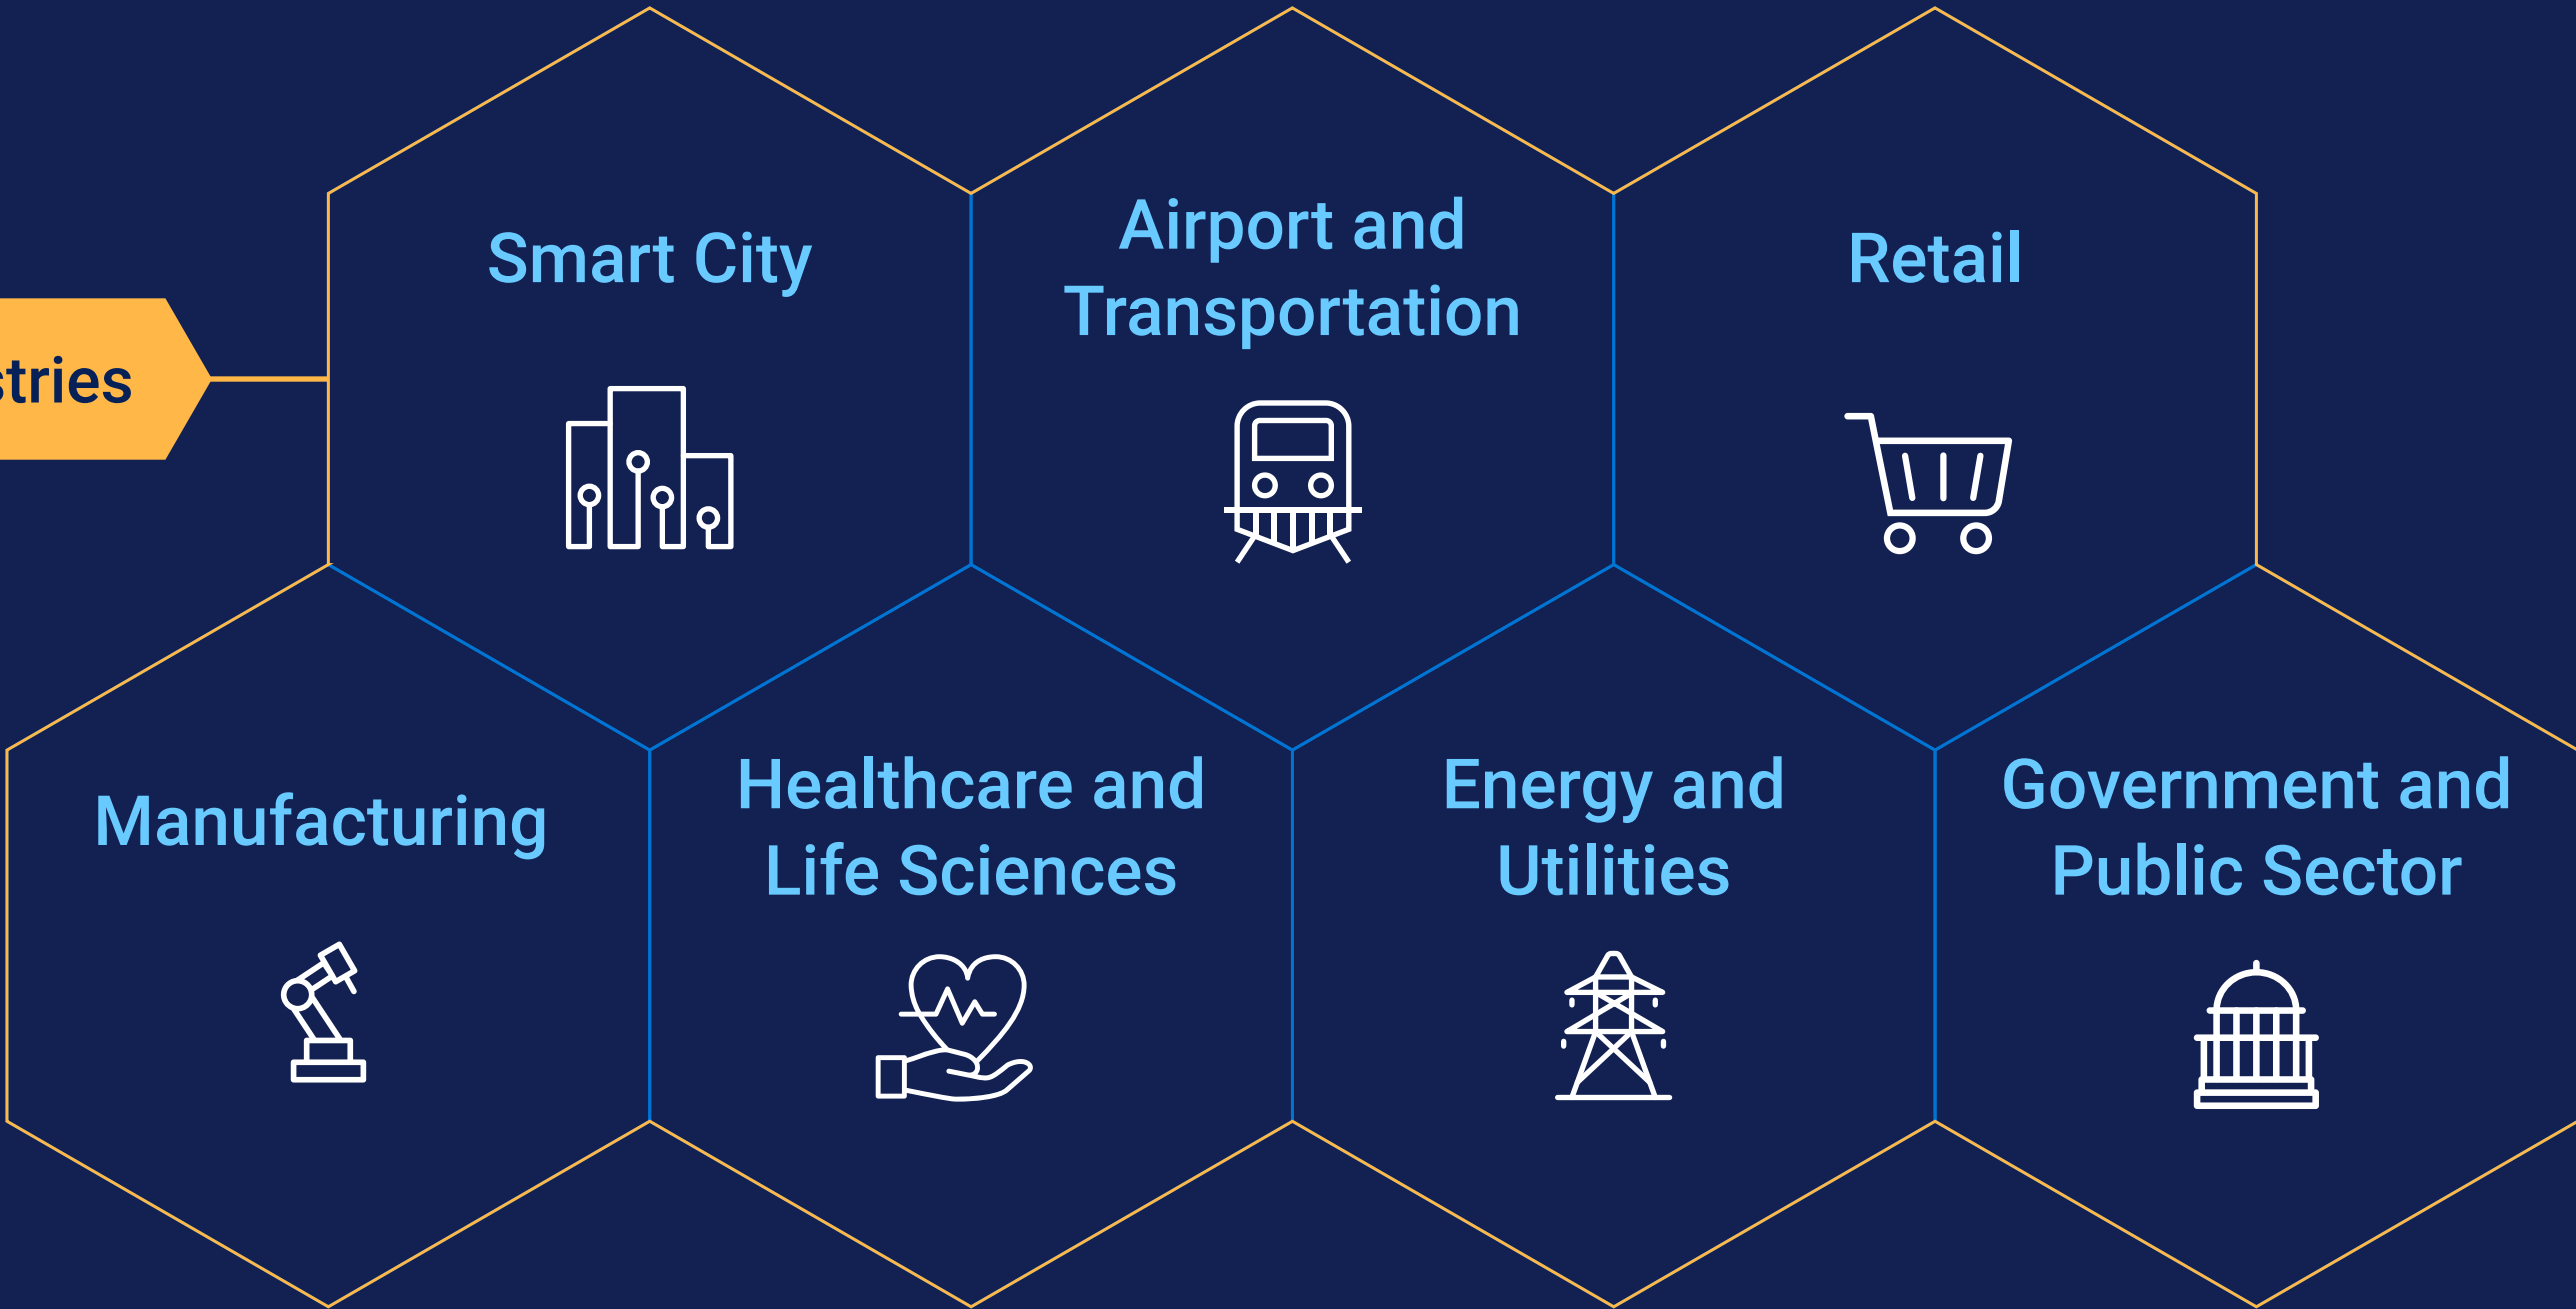 Smart City
Airport and
Transportation
Retail
stries
Manufacturing
Healthcare and
Life Sciences
Energy and
Utilities
Government and
Public Sector